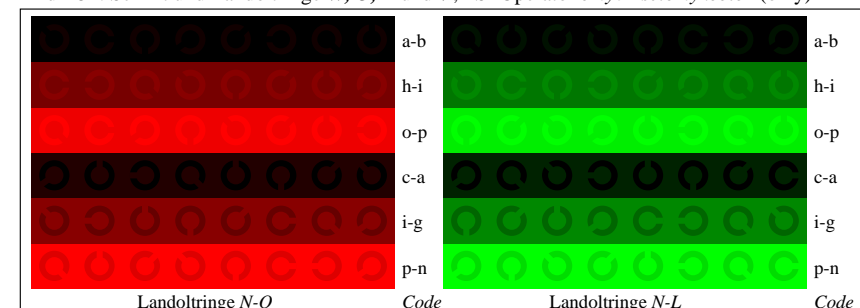 a-b a-b
h-i h-i
o-p o-p
c-a c-a
i-g i-g
p-n p-n
Landoltringe N-O Code Landoltringe N-L Code